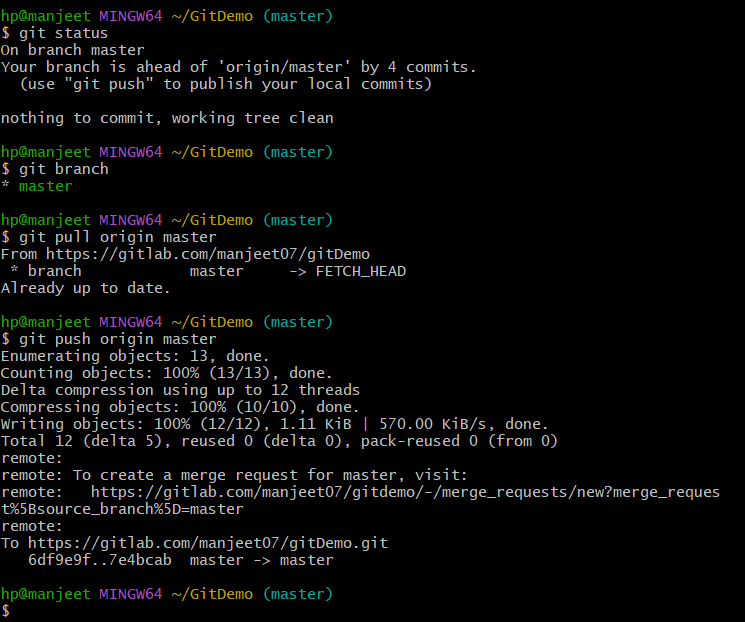 hp@manjeet MINGW64 ~/GitDemo (master)
$ git status
On branch master
Your branch is ahead of 'origin/master' by 4 commits.
  (use "git push" to publish your local commits)

nothing to commit, working tree clean

hp@manjeet MINGW64 ~/GitDemo (master)
$ git branch
* master

hp@manjeet MINGW64 ~/GitDemo (master)
$ git pull origin master
From https://gitlab.com/manjeet07/gitDemo
 * branch            master     -> FETCH_HEAD
Already up to date.

hp@manjeet MINGW64 ~/GitDemo (master)
$ git push origin master
Enumerating objects: 13, done.
Counting objects: 100% (13/13), done.
Delta compression using up to 12 threads
Compressing objects: 100% (10/10), done.
Writing objects: 100% (12/12), 1.11 KiB | 570.00 KiB/s, done.
Total 12 (delta 5), reused 0 (delta 0), pack-reused 0 (from 0)
remote:
remote: To create a merge request for master, visit:
remote:   https://gitlab.com/manjeet07/gitdemo/-/merge_requests/new?merge_reques
t%5Bsource_branch%5D=master
remote:
To https://gitlab.com/manjeet07/gitDemo.git
   6df9e9f..7e4bcab  master -> master

hp@manjeet MINGW64 ~/GitDemo (master)
$